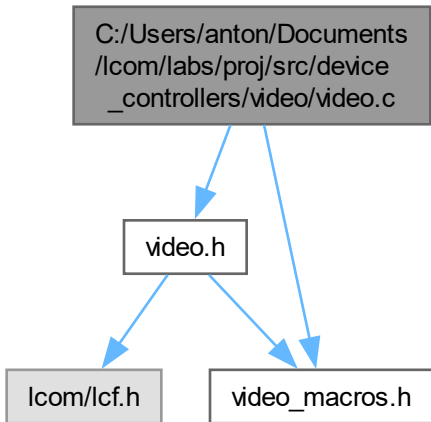 C:/Users/anton/Documents
/lcom/labs/proj/src/device
_controllers/video/video.c
video.h
lcom/lcf.h
video_macros.h